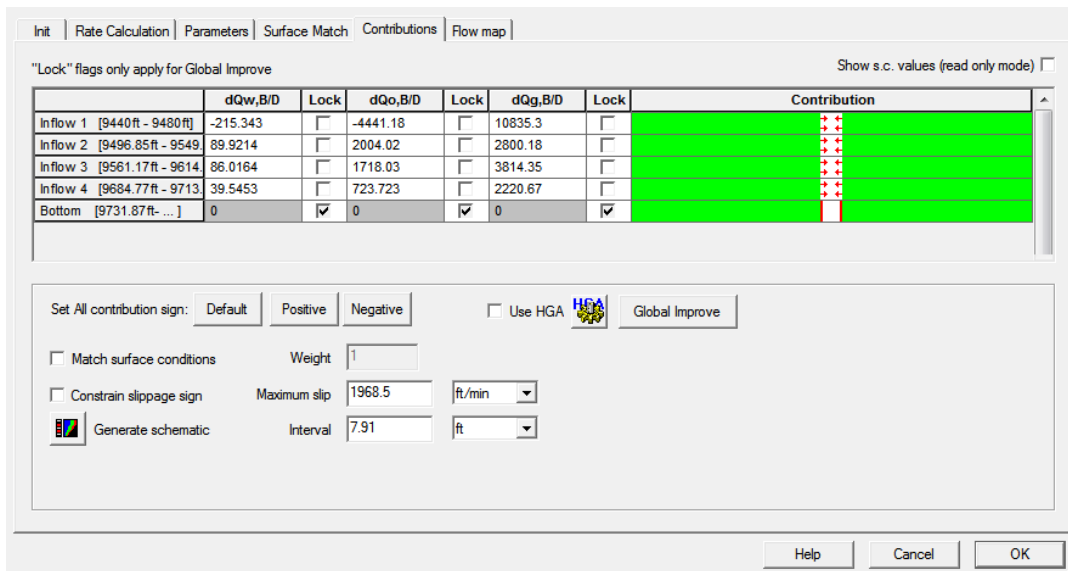 Init Rate Calculation Parameters Surface Match Contributions Flow map
"Lock" flags only apply for Global Improve Show s.c. values (read only mode)
dQw,B/D Lock dQo,B/D Lock dQg,B/D Lock Contribution
Inflow 1 [9440ft - 9480ft] -215.343 -4441.18 10835.3
Inflow 2 [9496.85ft - 9549. 89.9214 2004.02 2800.18
Inflow 3 [9561.17ft - 9614. 86.0164 1718.03 3814.35
Inflow 4 [9684.77ft - 9713. 39.5453 723.723 2220.67
Bottom [9731.87ft- ... ] 0 0 0
Set All contribution sign: Default Positive Negative Use HGA HGA Global Improve
Match surface conditions Weight 1
Constrain slippage sign Maximum slip 1968.5 ft/min
Generate schematic Interval 7.91 ft
Help Cancel OK